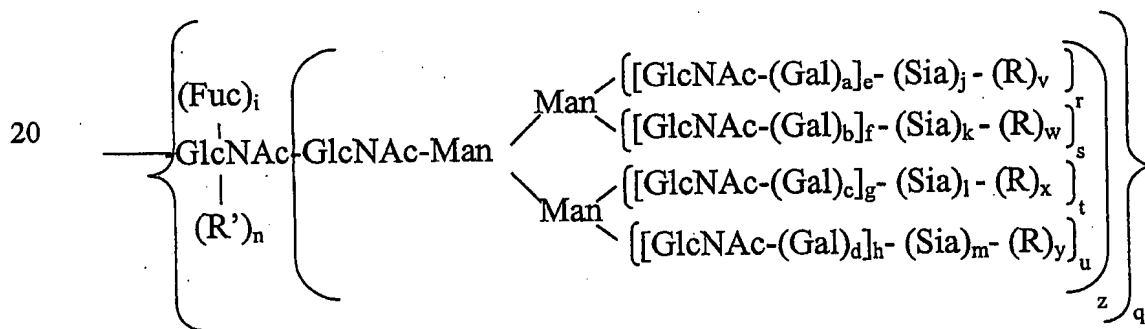 {[GlcNAc-(Gal)a]e- (Sia)j - (R)v}r
(Fuc)i
Man
20
{[GlcNAc-(Gal)b]f- (Sia)k - (R)w}s
GlcNAc-GlcNAc-Man
{[GlcNAc-(Gal)c]g- (Sia)l - (R)x}t
(R’)n
Man
{[GlcNAc-(Gal)d]h- (Sia)m - (R)y}u
z
q